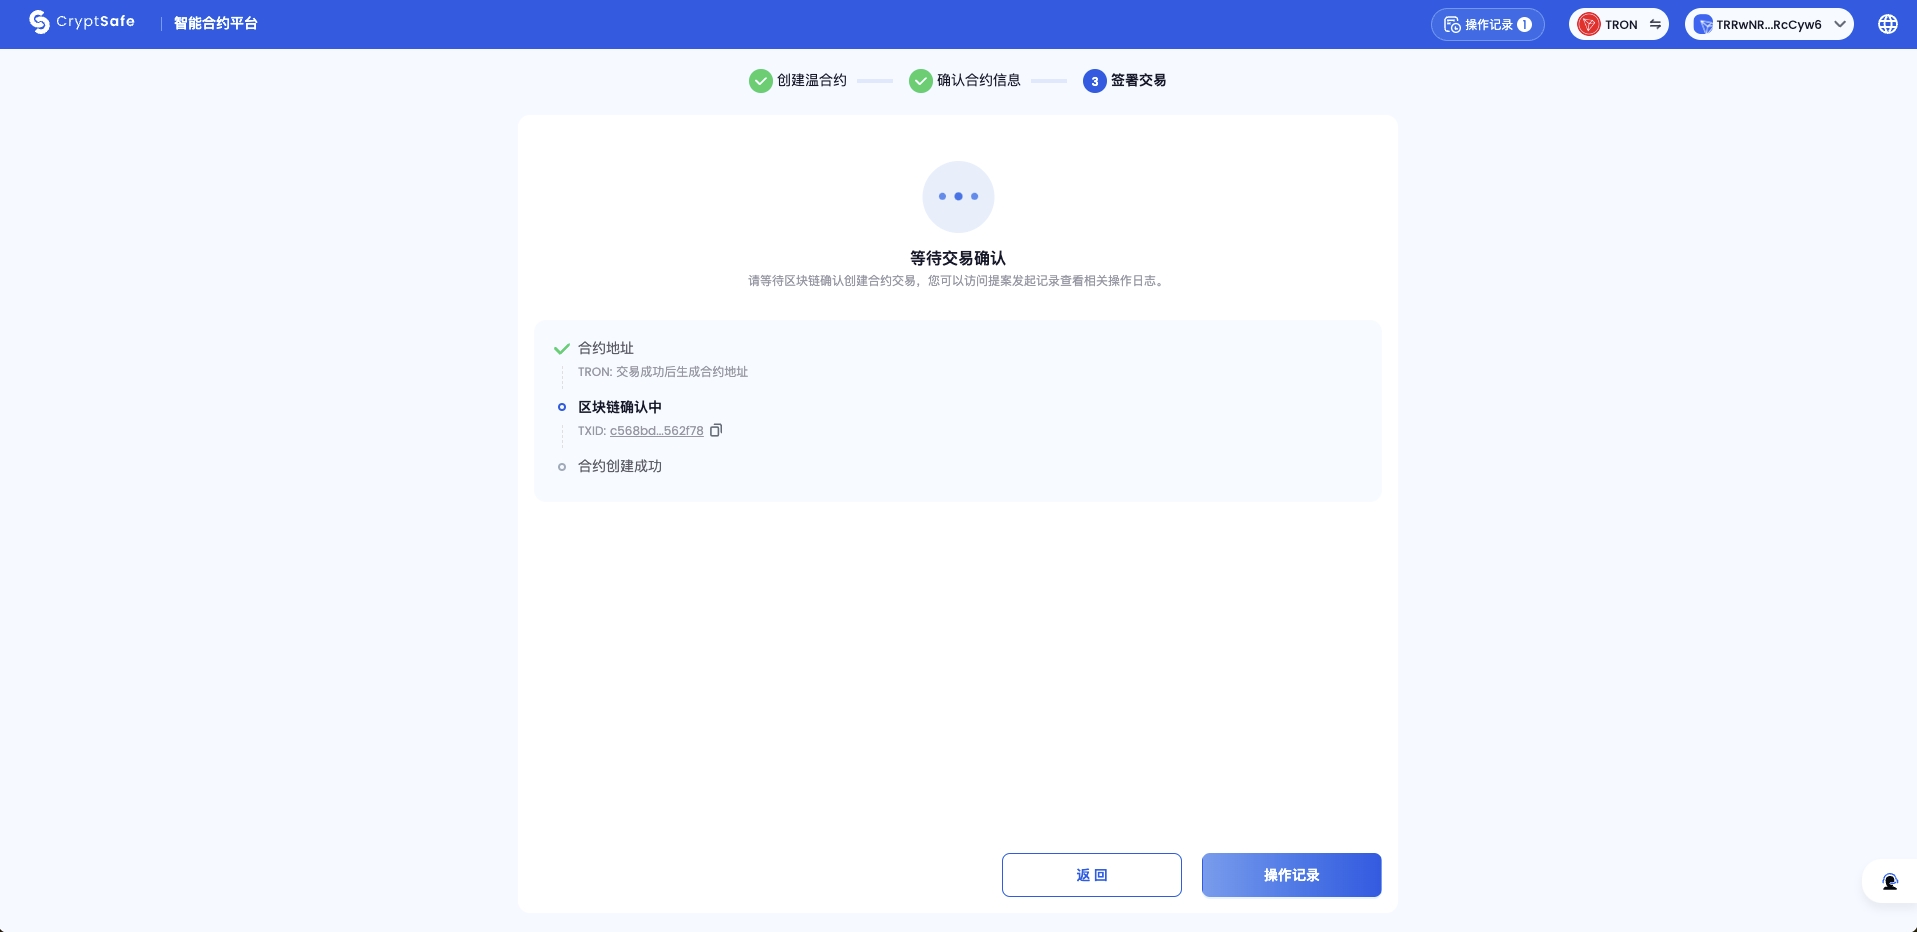 CryptSafe
智能合约平台
操作记录 1
TRON
TRRwNR...RcCyw6
创建温合约
确认合约信息
3 签署交易
等待交易确认
请等待区块链确认创建合约交易，您可以访问提案发起记录查看相关操作日志。
合约地址
TRON: 交易成功后生成合约地址
区块链确认中
TXID: c568bd...562f78
合约创建成功
返 回
操作记录